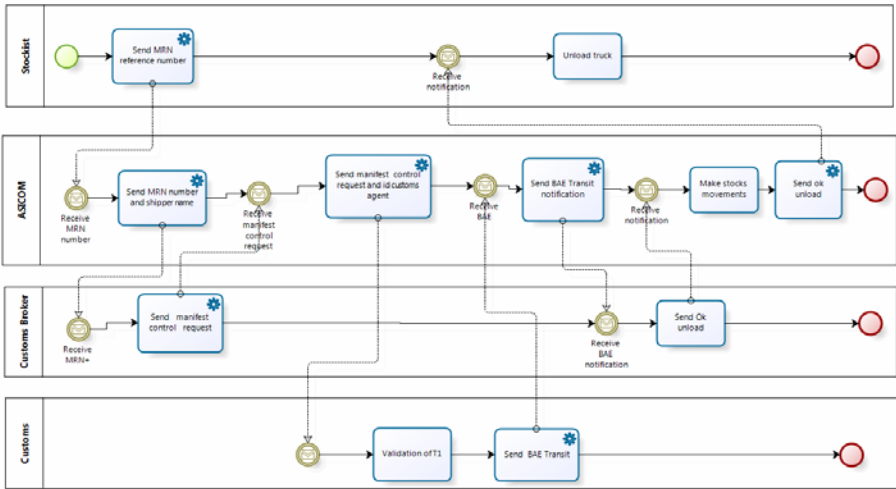 Stockist
Send MRN
reference number
Receive
notification
Unload truck
ASICOM
Receive
MRN
number
Send MRN number
and shipper name
Receive
manifest
control
request
Send manifest control
request and id customs
agent
Receive
BAE
Send BAE Transit
notification
Receive
notification
Make stocks
movements
Send ok
unload
Customs Broker
Receive
MRN+
Send manifest
control request
Receive
BAE
notification
Send Ok
unload
Customs
Validation of T1
Send BAE Transit